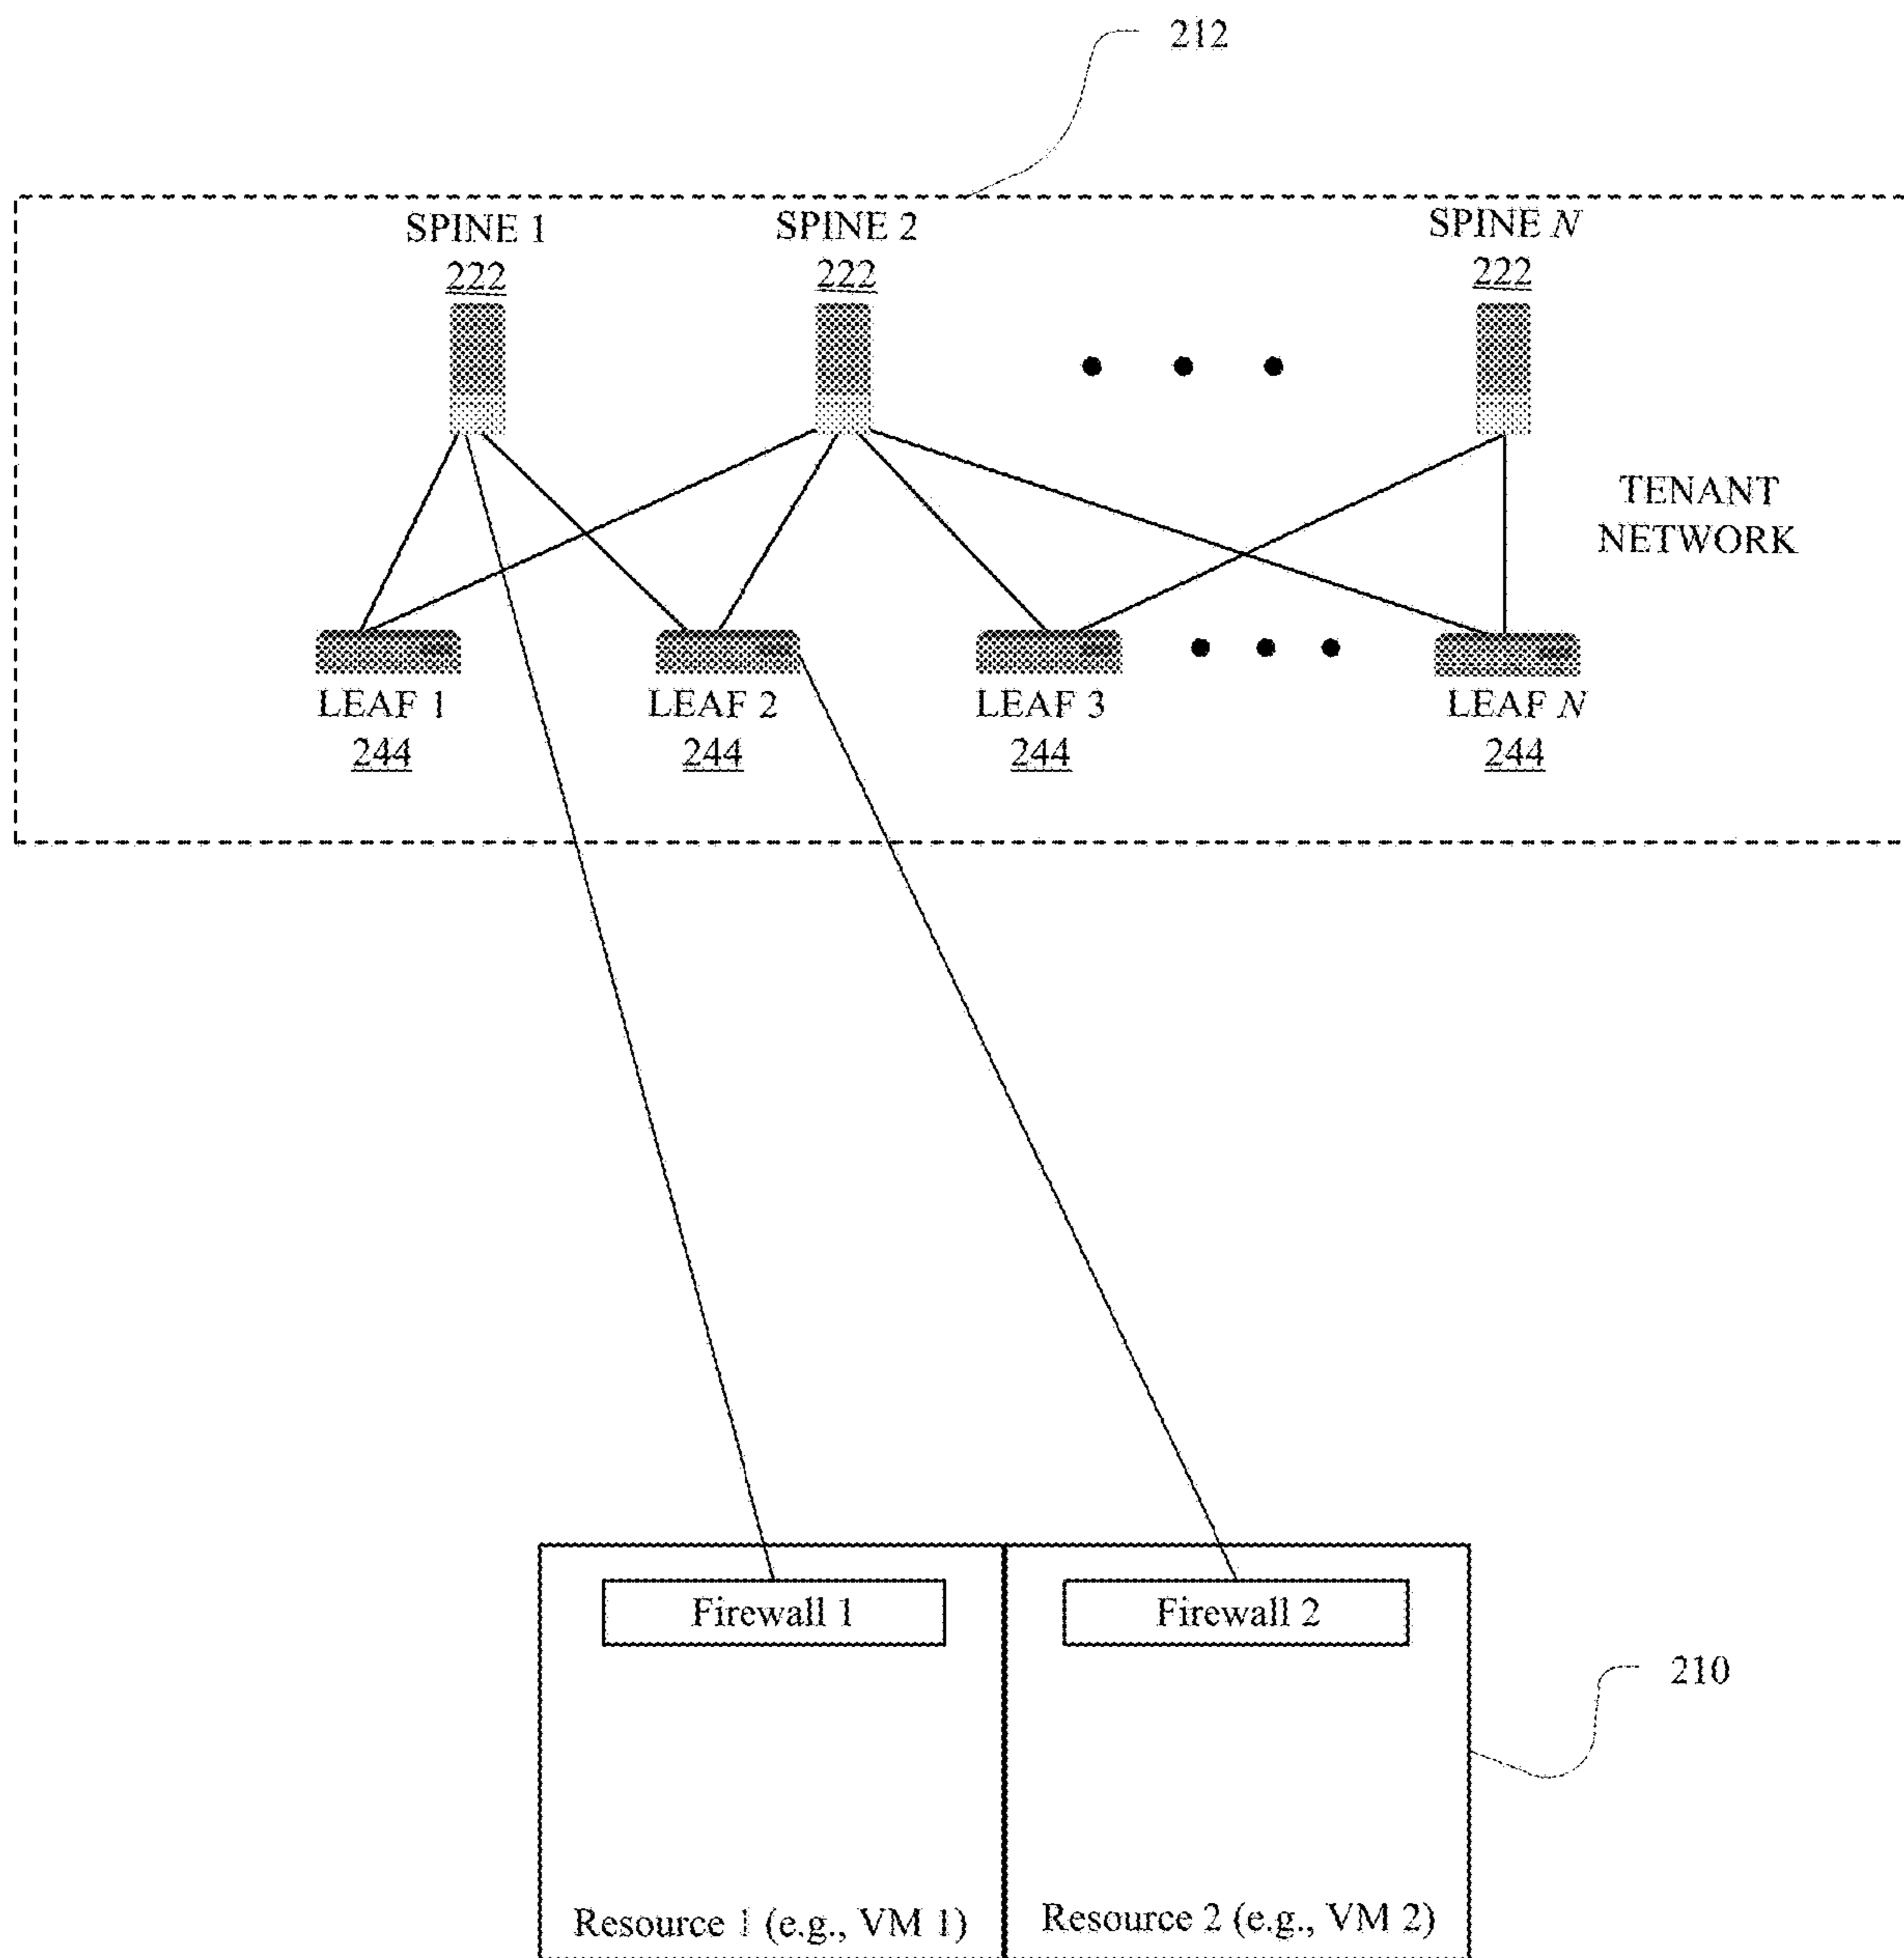 212
SPINE 1
222
SPINE 2
222
SPINE N
222
TENANT
NETWORK
LEAF 1
244
LEAF 2
244
LEAF 3
244
LEAF N
244
Firewall 1
Firewall 2
210
Resource 1 (e.g., VM 1)
Resource 2 (e.g., VM 2)